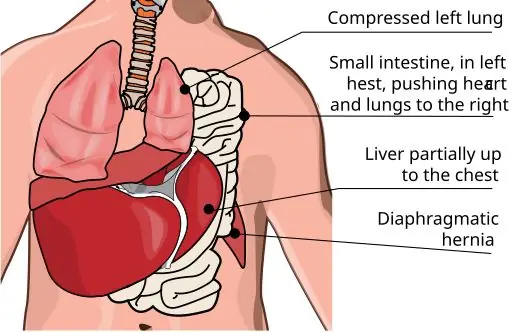 Compressed left lung
Small intestine, in left
hest, pushing heart
and lungs to the right
Liver partially up
to the chest
Diaphragmatic
hernia